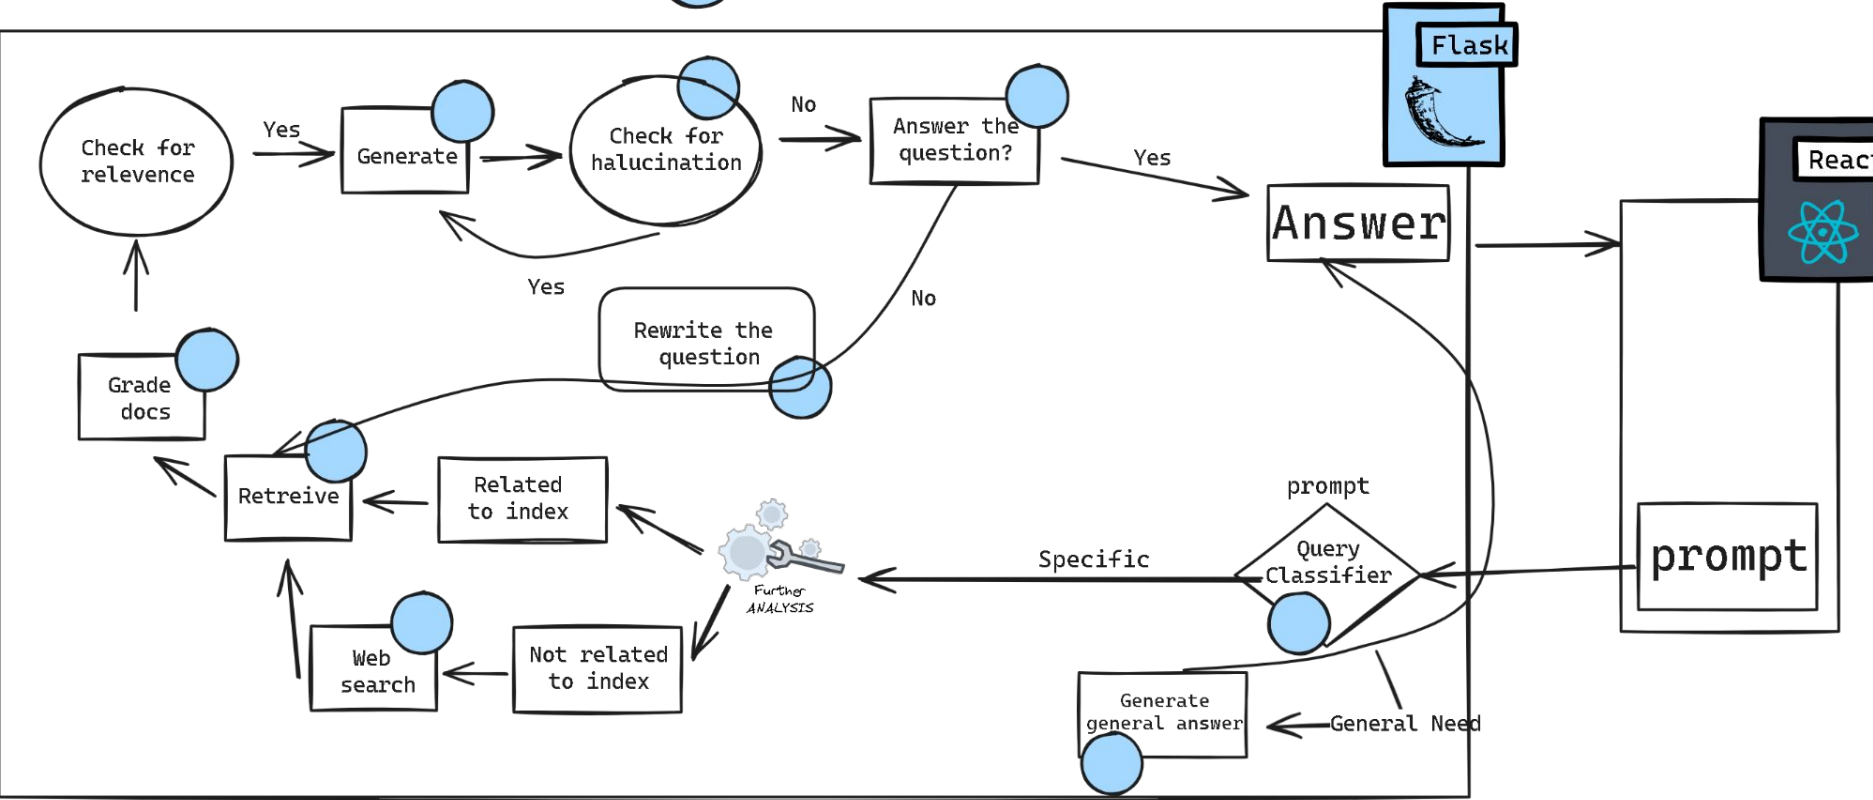 Flask
React
Check for
relevence
Yes
Generate
Check for
halucination
No
Answer the
question?
Yes
Answer
Yes
Rewrite the
question
No
Grade
docs
Retreive
Related
to index
Further
ANALYSIS
Specific
prompt
Query
Classifier
prompt
Web
search
Not related
to index
Generate
general answer
General Need